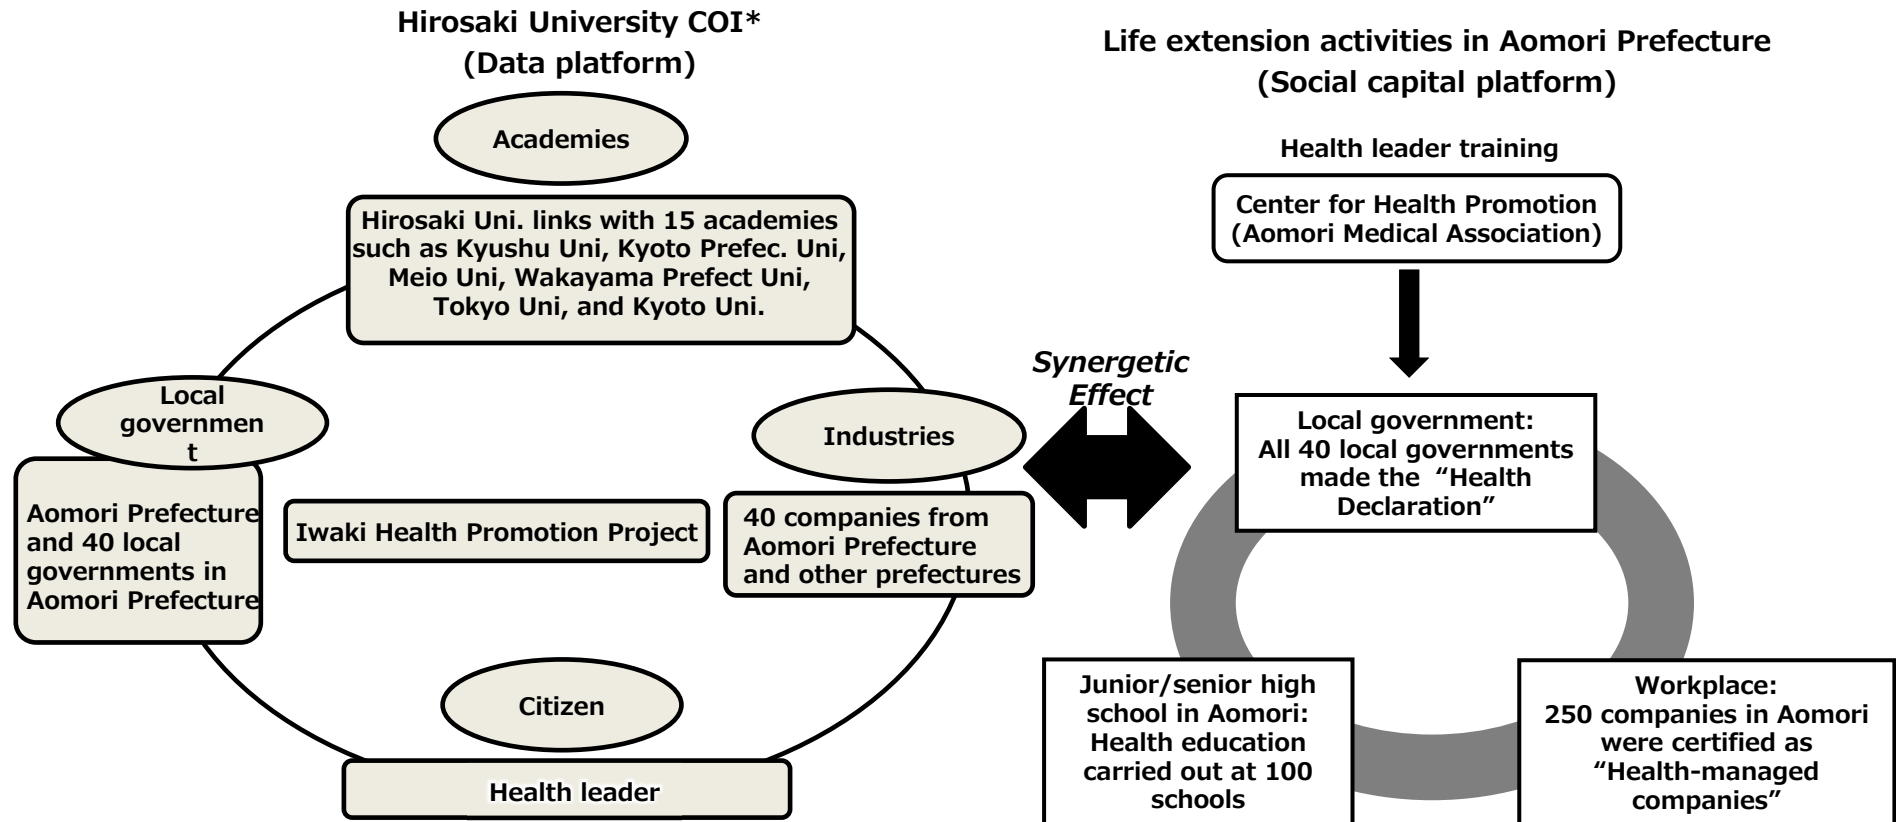 Hirosaki University COI*
(Data platform)
Academies
Hirosaki Uni. links with 15 academies
such as Kyushu Uni, Kyoto Prefec. Uni,
Meio Uni, Wakayama Prefect Uni,
Tokyo Uni, and Kyoto Uni.
Local
governmen
t
Aomori Prefecture
and 40 local
governments in
Aomori Prefecture
Iwaki Health Promotion Project
Industries
40 companies from
Aomori Prefecture
and other prefectures
Citizen
Health leader
Synergetic
Effect
Life extension activities in Aomori Prefecture
(Social capital platform)
Health leader training
Center for Health Promotion
(Aomori Medical Association)
Local government:
All 40 local governments
made the “Health
Declaration”
Junior/senior high
school in Aomori:
Health education
carried out at 100
schools
Workplace:
250 companies in Aomori
were certified as
“Health-managed
companies”